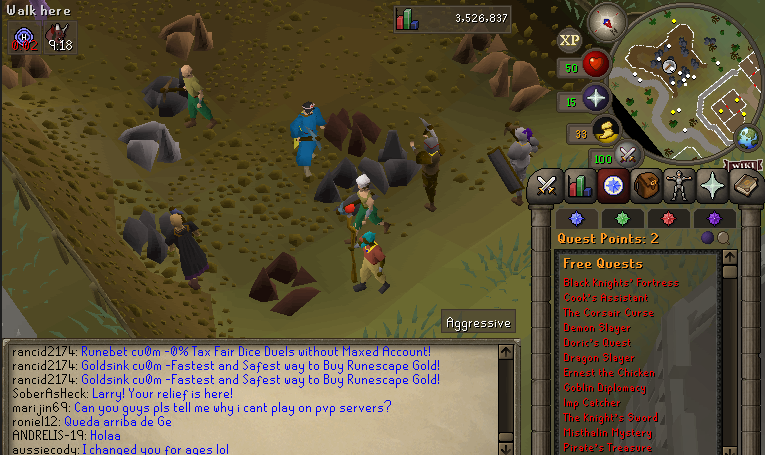 Walk here
3,526,837
9:18
XP
50
15
33
100
WIKI
Quest Points: 2
Free Quests
Black Knights' Fortress
Cook's Assistant
The Corsair Curse
Demon Slayer
Doric's Quest
Dragon Slayer
Ernest the Chicken
Goblin Diplomacy
Imp Catcher
The Knight's Sword
Misthalin Mystery
Pirate's Treasure
Aggressive
rancid2174: Runebet cu0m -0% Tax Fair Dice Duels without Maxed Account!
rancid2174: Goldsink cu0m -Fastest and Safest way to Buy Runescape Gold!
rancid2174: Goldsink cu0m -Fastest and Safest way to Buy Runescape Gold!
SoberAsHeck: Larry! Your relief is here!
marijin69: Can you guys pls tell me why i cant play on pvp servers?
roniel12: Queda arriba de Ge
ANDRELIS-19: Holaa
aussiecody: I changed you for ages lol